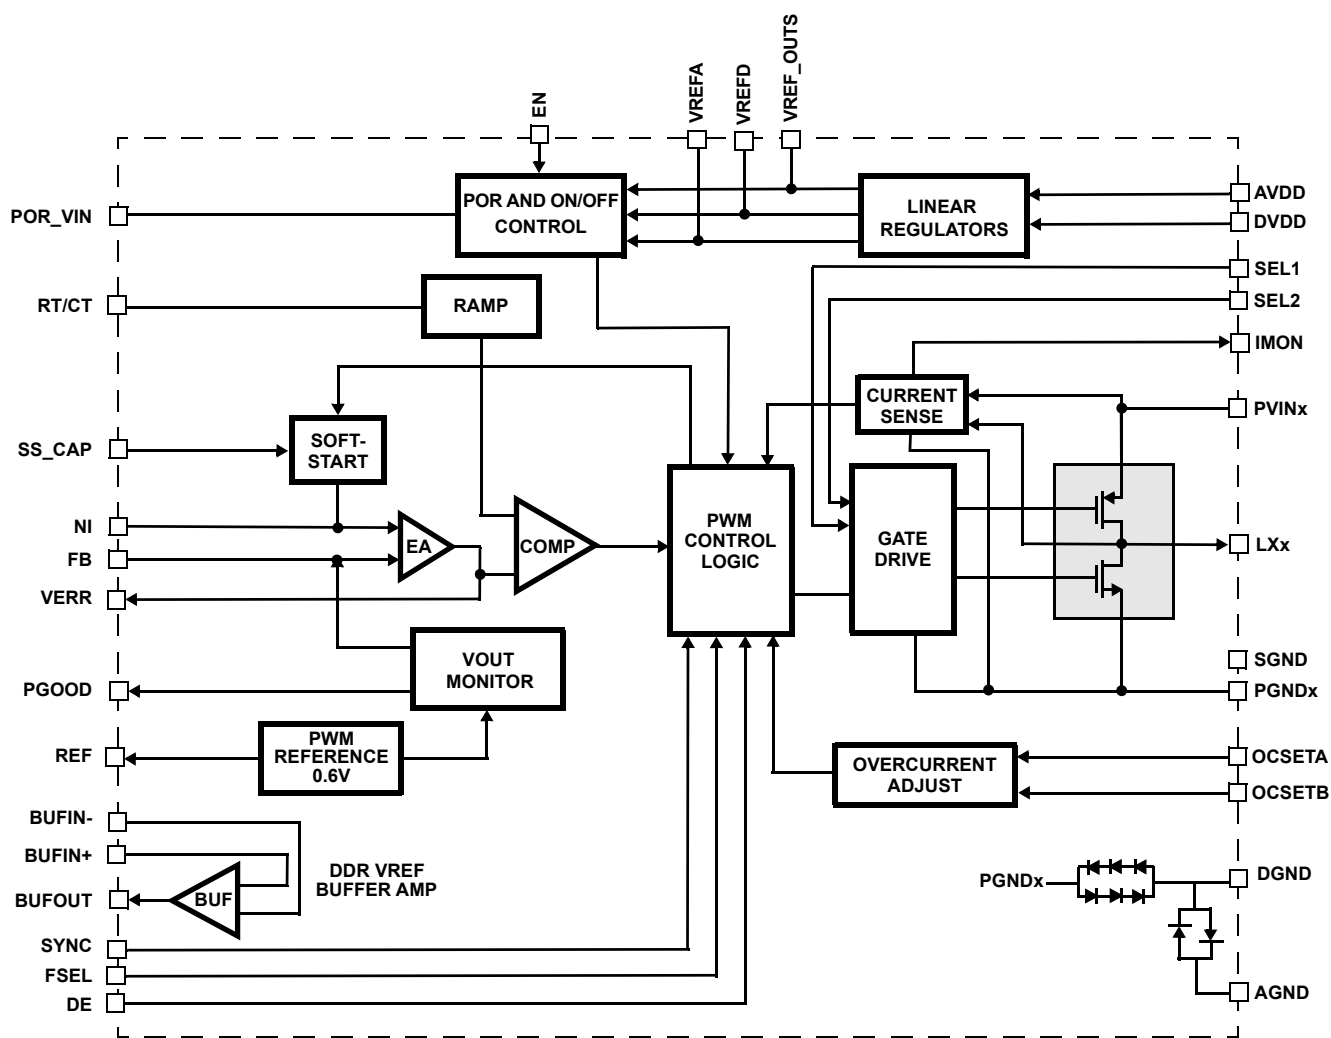 EN
VREFA
VREFD
VREF_OUTS
POR_VIN
POR AND ON/OFF
CONTROL
LINEAR
REGULATORS
AVDD
DVDD
SEL1
SEL2
RT/CT
RAMP
IMON
CURRENT
SENSE
PVINx
SS_CAP
SOFT-
START
NI
FB
VERR
EA
COMP
PWM
CONTROL
LOGIC
GATE
DRIVE
LXx
VOUT
MONITOR
SGND
PGNDx
PGOOD
REF
PWM
REFERENCE
0.6V
OVERCURRENT
ADJUST
OCSETA
OCSETB
BUFIN-
BUFIN+
BUFOUT
BUF
DDR VREF
BUFFER AMP
PGNDx
DGND
SYNC
FSEL
DE
AGND